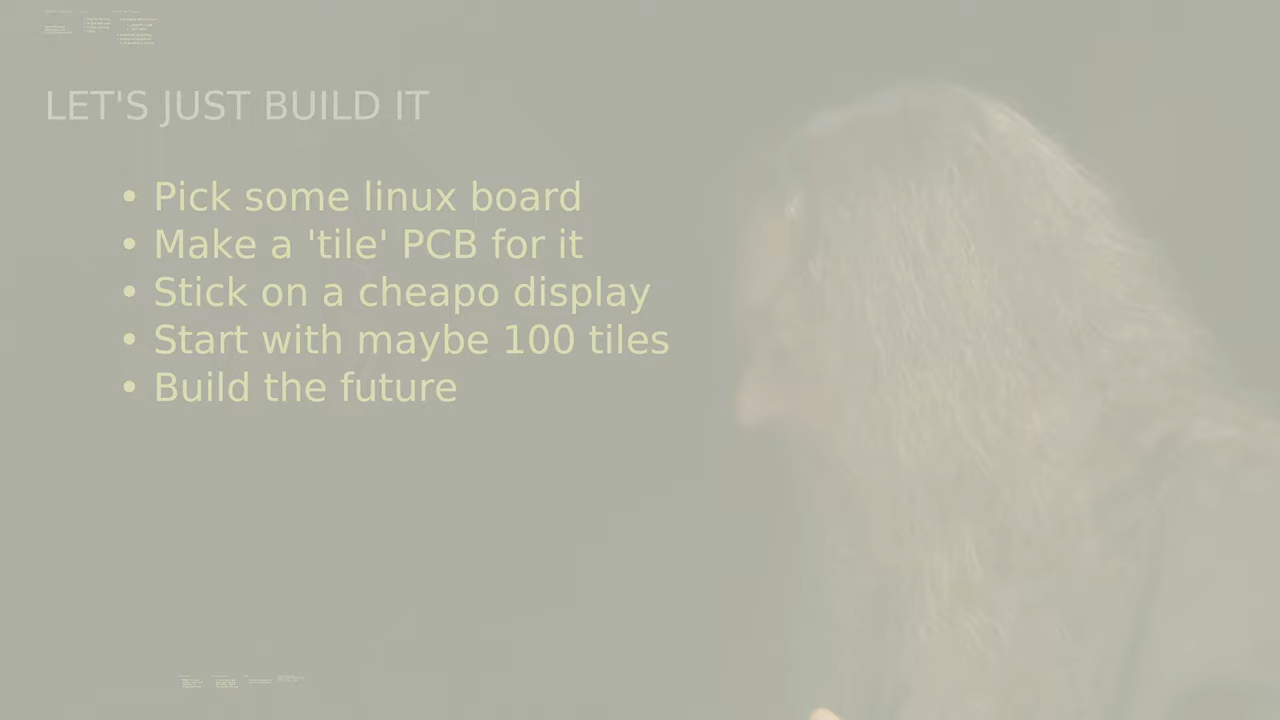 LET'S JUST BUILD IT
• Pick some linux board
• Make a 'tile' PCB for it
• Stick on a cheapo display
• Start with maybe 100 tiles
• Build the future